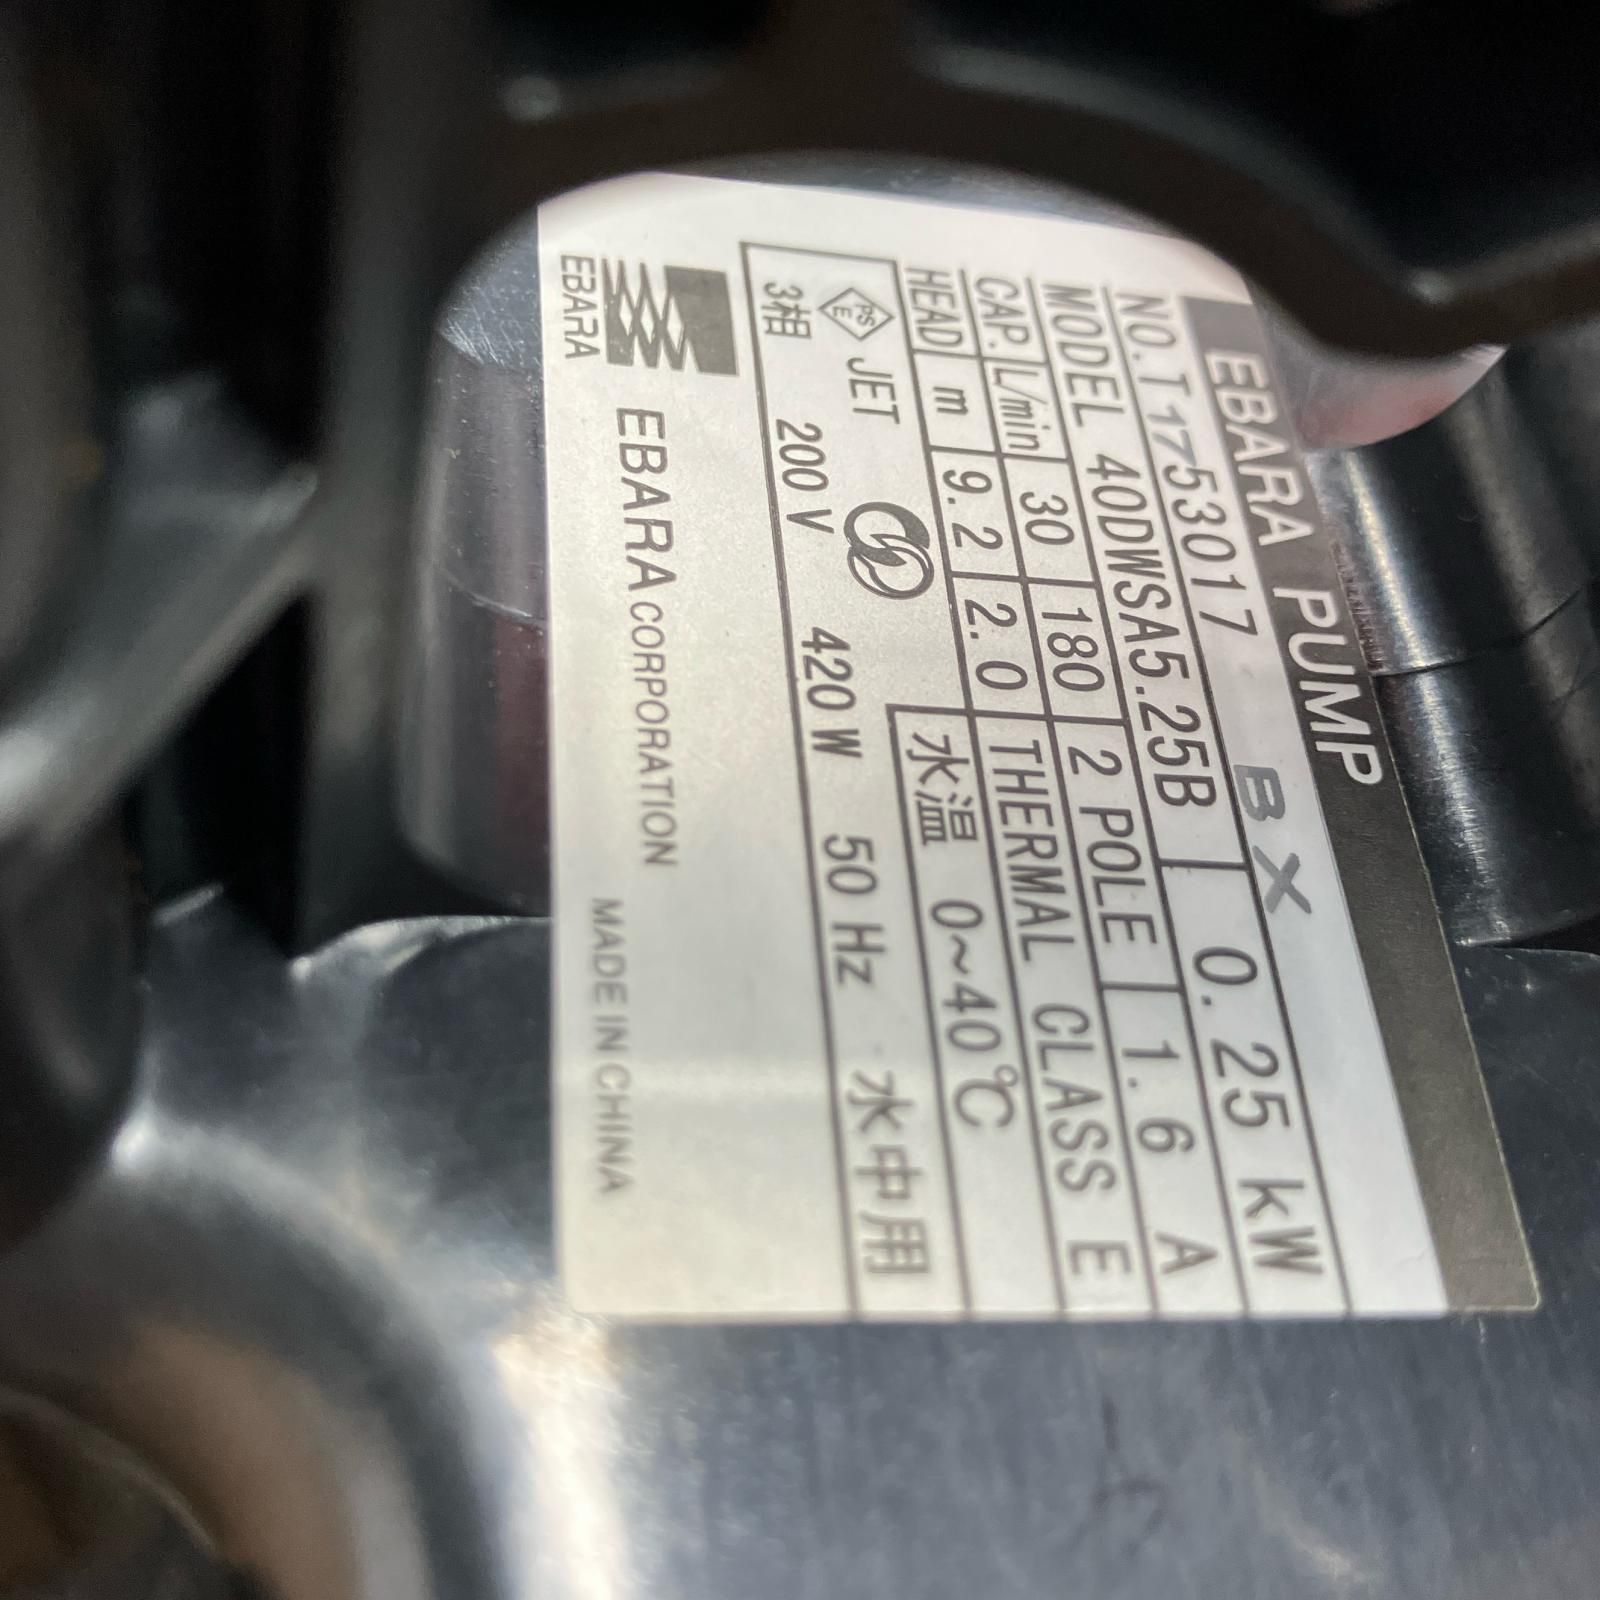 EBARA PUMP
NO. T1753017 BX
MODEL 40DWSA5.25B 0.25 kW
CAP. L/min 30 180 2 POLE 1.6 A
HEAD m 9.2 2.0 THERMAL CLASS E
PS E JET 水温 0~40℃
3相 200 V 420 W 50 Hz 水中用
EBARA EBARA CORPORATION MADE IN CHINA